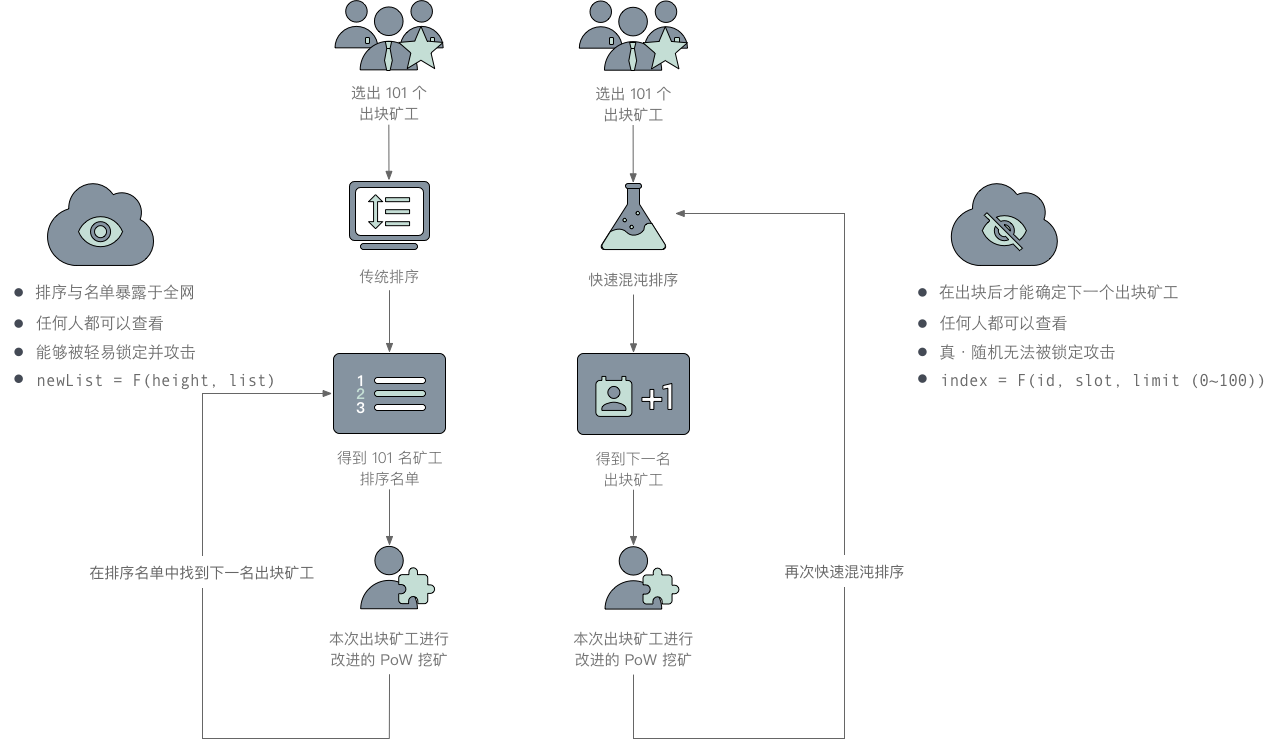 选出 101 个
出块矿工
传统排序
1
2
3
得到 101 名矿工
排序名单
本次出块矿工进行
改进的 PoW 挖矿
在排序名单中找到下一名出块矿工
排序与名单暴露于全网
任何人都可以查看
能够被轻易锁定并攻击
newList = F(height, list)
选出 101 个
出块矿工
快速混沌排序
+1
得到下一名
出块矿工
本次出块矿工进行
改进的 PoW 挖矿
再次快速混沌排序
在出块后才能确定下一个出块矿工
任何人都可以查看
真·随机无法被锁定攻击
index = F(id, slot, limit (0~100))